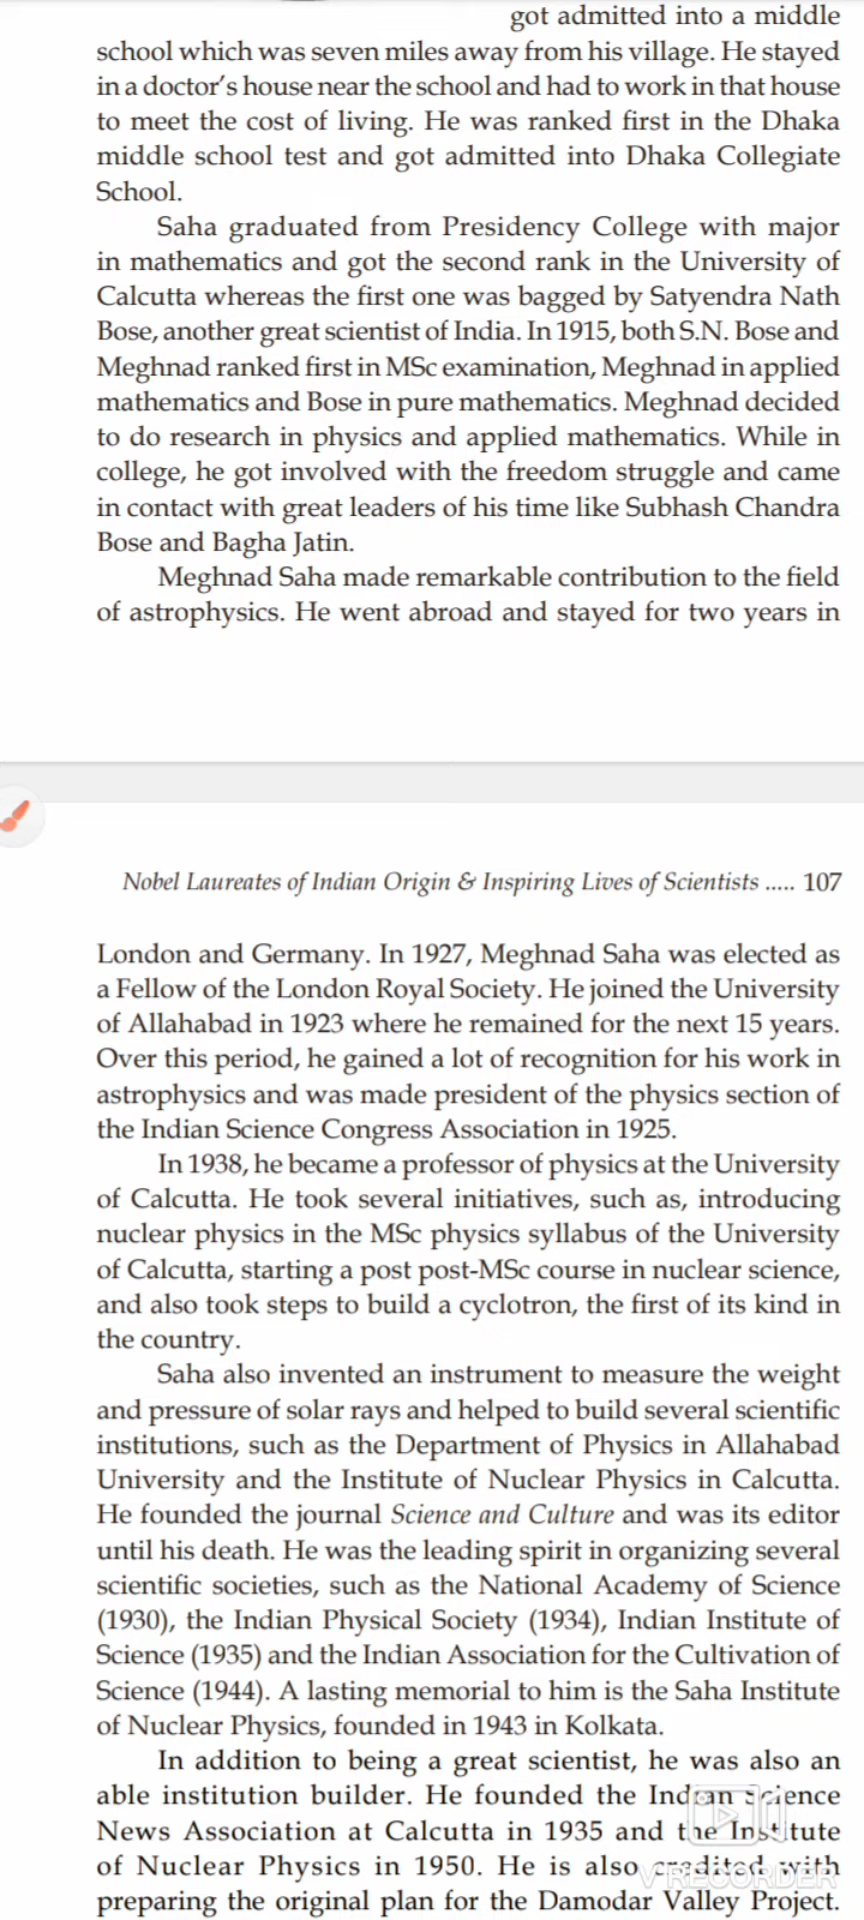 got admitted into a middle
school which was seven miles away from his village. He stayed
in a doctor's house near the school and had to work in that house
to meet the cost of living. He was ranked first in the Dhaka
middle school test and got admitted into Dhaka Collegiate
School.
Saha graduated from Presidency College with major
in mathematics and got the second rank in the University of
Calcutta whereas the first one was bagged by Satyendra Nath
Bose, another great scientist of India. In 1915, both S.N. Bose and
Meghnad ranked first in MSc examination, Meghnad in applied
mathematics and Bose in pure mathematics. Meghnad decided
to do research in physics and applied mathematics. While in
college, he got involved with the freedom struggle and came
in contact with great leaders of his time like Subhash Chandra
Bose and Bagha Jatin.
Meghnad Saha made remarkable contribution to the field
of astrophysics. He went abroad and stayed for two years in
Nobel Laureates of Indian Origin & Inspiring Lives of Scientists ..... 107
London and Germany. In 1927, Meghnad Saha was elected as
a Fellow of the London Royal Society. He joined the University
of Allahabad in 1923 where he remained for the next 15 years.
Over this period, he gained a lot of recognition for his work in
astrophysics and was made president of the physics section of
the Indian Science Congress Association in 1925.
In 1938, he became a professor of physics at the University
of Calcutta. He took several initiatives, such as, introducing
nuclear physics in the MSc physics syllabus of the University
of Calcutta, starting a post post-MSc course in nuclear science,
and also took steps to build a cyclotron, the first of its kind in
the country.
Saha also invented an instrument to measure the weight
and pressure of solar rays and helped to build several scientific
institutions, such as the Department of Physics in Allahabad
University and the Institute of Nuclear Physics in Calcutta.
He founded the journal Science and Culture and was its editor
until his death. He was the leading spirit in organizing several
scientific societies, such as the National Academy of Science
(1930), the Indian Physical Society (1934), Indian Institute of
Science (1935) and the Indian Association for the Cultivation of
Science (1944). A lasting memorial to him is the Saha Institute
of Nuclear Physics, founded in 1943 in Kolkata.
In addition to being a great scientist, he was also an
able institution builder. He founded the Indian Science
News Association at Calcutta in 1935 and the Institute
of Nuclear Physics in 1950. He is also credited with
V RECORDER
preparing the original plan for the Damodar Valley Project.